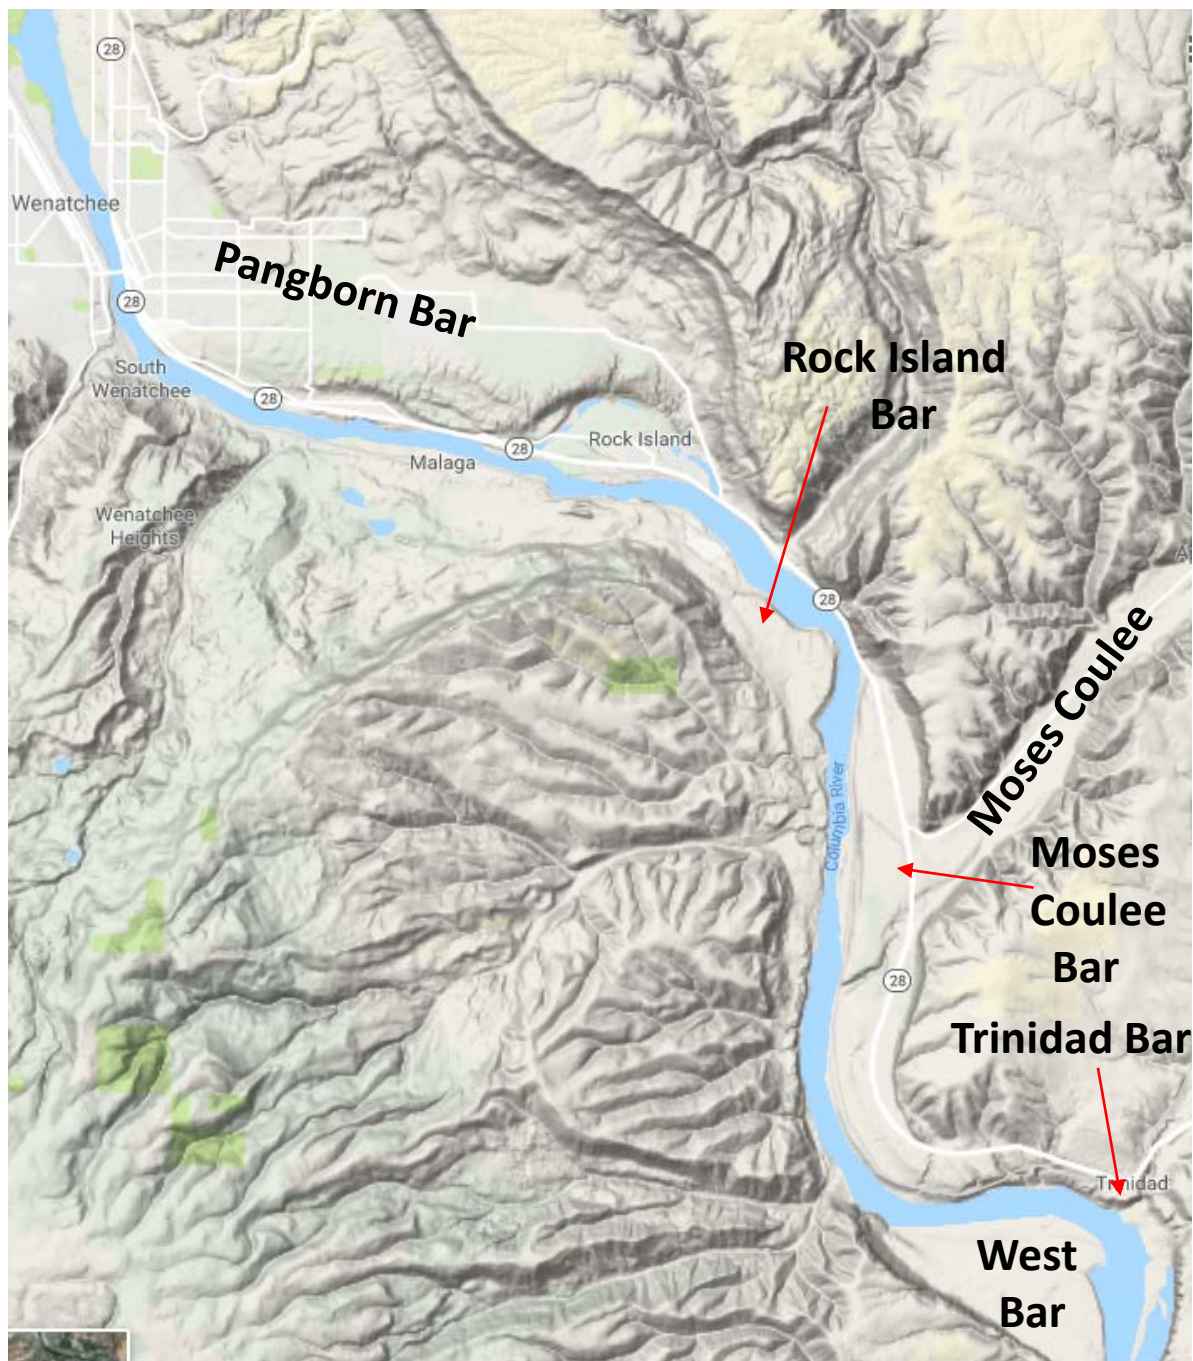 28
Wenatchee
Pangborn Bar
28
Rock Island
Bar
South
Wenatchee
28
Rock Island
28
Malaga
Wenatchee
Heights
28
Moses Coulee
Columbia River
Moses
Coulee
Bar
28
Trinidad Bar
Trinidad
West
Bar